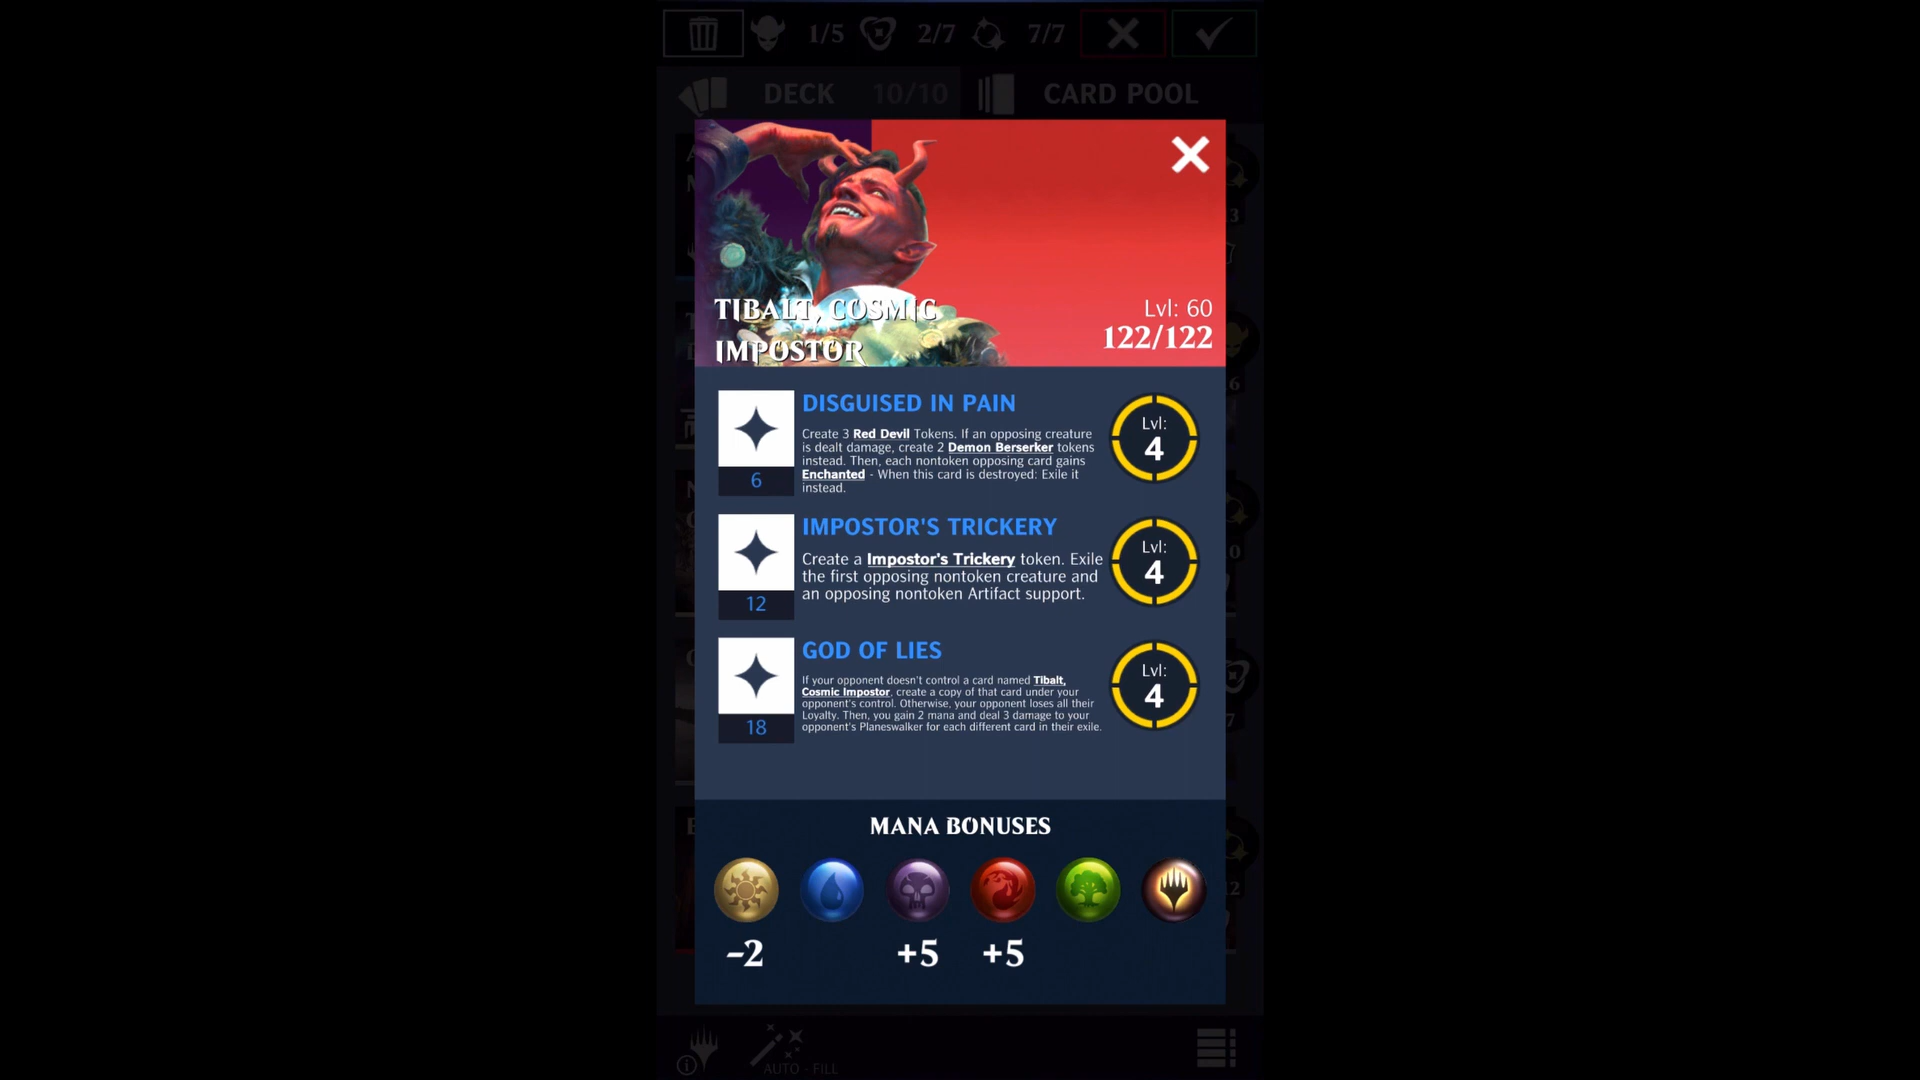 1/5 2/7 7/7
DECK 10/10 CARD POOL
TIBALT, COSMIC
IMPOSTOR
Lvl: 60
122/122
DISGUISED IN PAIN
Create 3 Red Devil Tokens. If an opposing creature
is dealt damage, create 2 Demon Berserker tokens
instead. Then, each nontoken opposing card gains
Enchanted - When this card is destroyed: Exile it
instead.
6
Lvl:
4
IMPOSTOR'S TRICKERY
Create a Impostor's Trickery token. Exile
the first opposing nontoken creature and
an opposing nontoken Artifact support.
12
Lvl:
4
GOD OF LIES
If your opponent doesn't control a card named Tibalt,
Cosmic Impostor, create a copy of that card under your
opponent's control. Otherwise, your opponent loses all their
Loyalty. Then, you gain 2 mana and deal 3 damage to your
opponent's Planeswalker for each different card in their exile.
18
Lvl:
4
MANA BONUSES
-2 +5 +5
AUTO - FILL